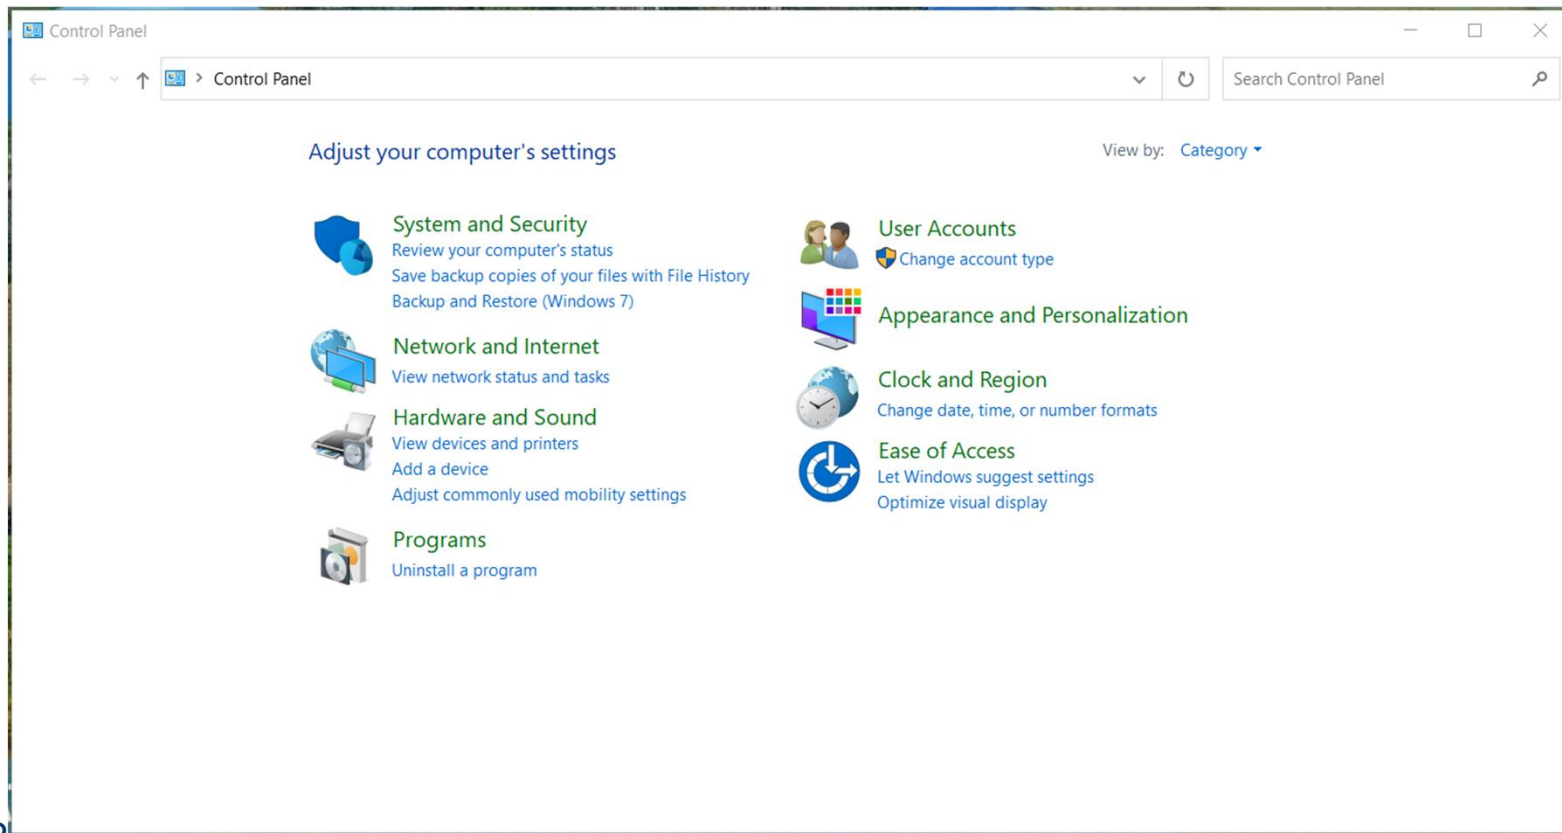 Control Panel
Control Panel
Search Control Panel
Adjust your computer's settings
View by: Category
System and Security
Review your computer's status
Save backup copies of your files with File History
Backup and Restore (Windows 7)
Network and Internet
View network status and tasks
Hardware and Sound
View devices and printers
Add a device
Adjust commonly used mobility settings
Programs
Uninstall a program
User Accounts
Change account type
Appearance and Personalization
Clock and Region
Change date, time, or number formats
Ease of Access
Let Windows suggest settings
Optimize visual display